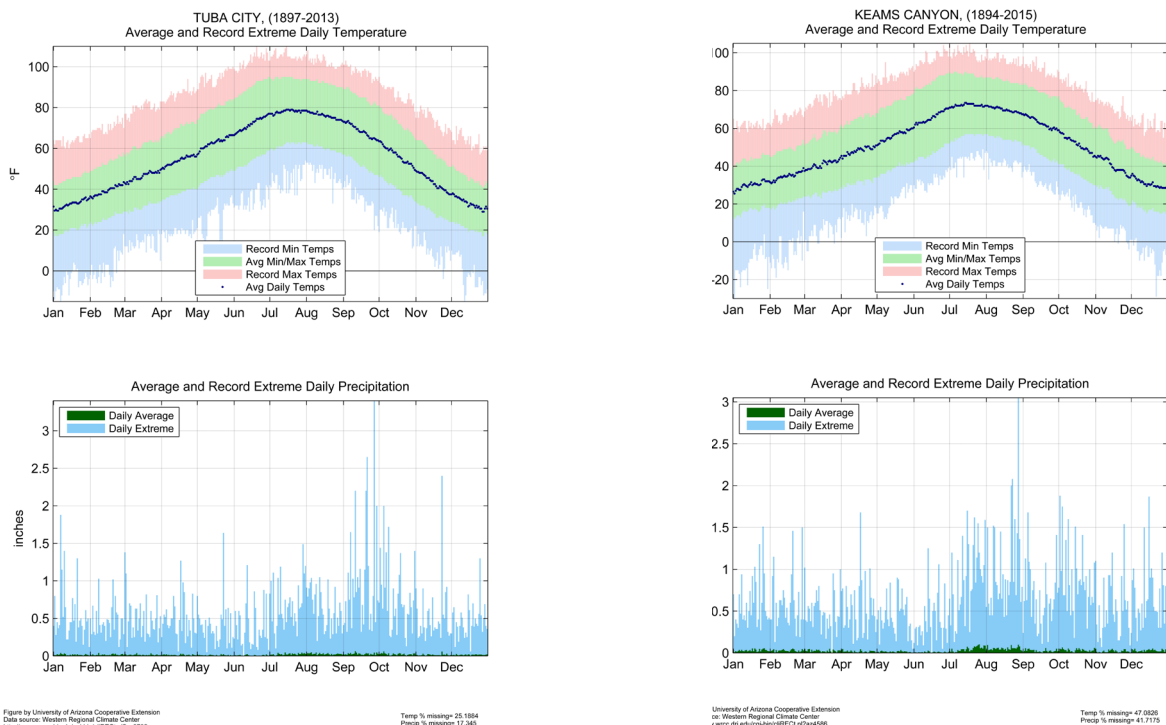 TUBA CITY, (1897-2013)
Average and Record Extreme Daily Temperature
100
80
60
40
20
0
°F
Record Min Temps
Avg Min/Max Temps
Record Max Temps
Avg Daily Temps
Jan Feb Mar Apr May Jun Jul Aug Sep Oct Nov Dec
Average and Record Extreme Daily Precipitation
Daily Average
Daily Extreme
3
2.5
2
1.5
1
0.5
0
inches
Jan Feb Mar Apr May Jun Jul Aug Sep Oct Nov Dec
Figure by University of Arizona Cooperative Extension
Data source: Western Regional Climate Center
Temp % missing= 25.1884
Precip % missing= 17.345
KEAMS CANYON, (1894-2015)
Average and Record Extreme Daily Temperature
00
80
60
40
20
0
-20
Record Min Temps
Avg Min/Max Temps
Record Max Temps
Avg Daily Temps
Jan Feb Mar Apr May Jun Jul Aug Sep Oct Nov Dec
Average and Record Extreme Daily Precipitation
Daily Average
Daily Extreme
3
2.5
2
1.5
1
0.5
0
Jan Feb Mar Apr May Jun Jul Aug Sep Oct Nov Dec
University of Arizona Cooperative Extension
ce: Western Regional Climate Center
Temp % missing= 47.0826
Precip % missing=